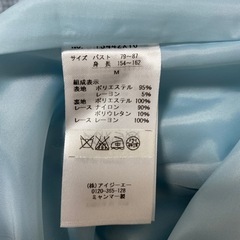 サイズ バスト 79~87
身 長 154~162
M
組成表示
表地 ポリエステル 95%
レーヨン 5%
裏地 ポリエステル 100%
レース ナイロン 90%
ポリウレタン 10%
レース レーヨン 100%
(株)アイジーエー
0120-365-128
ミャンマー製